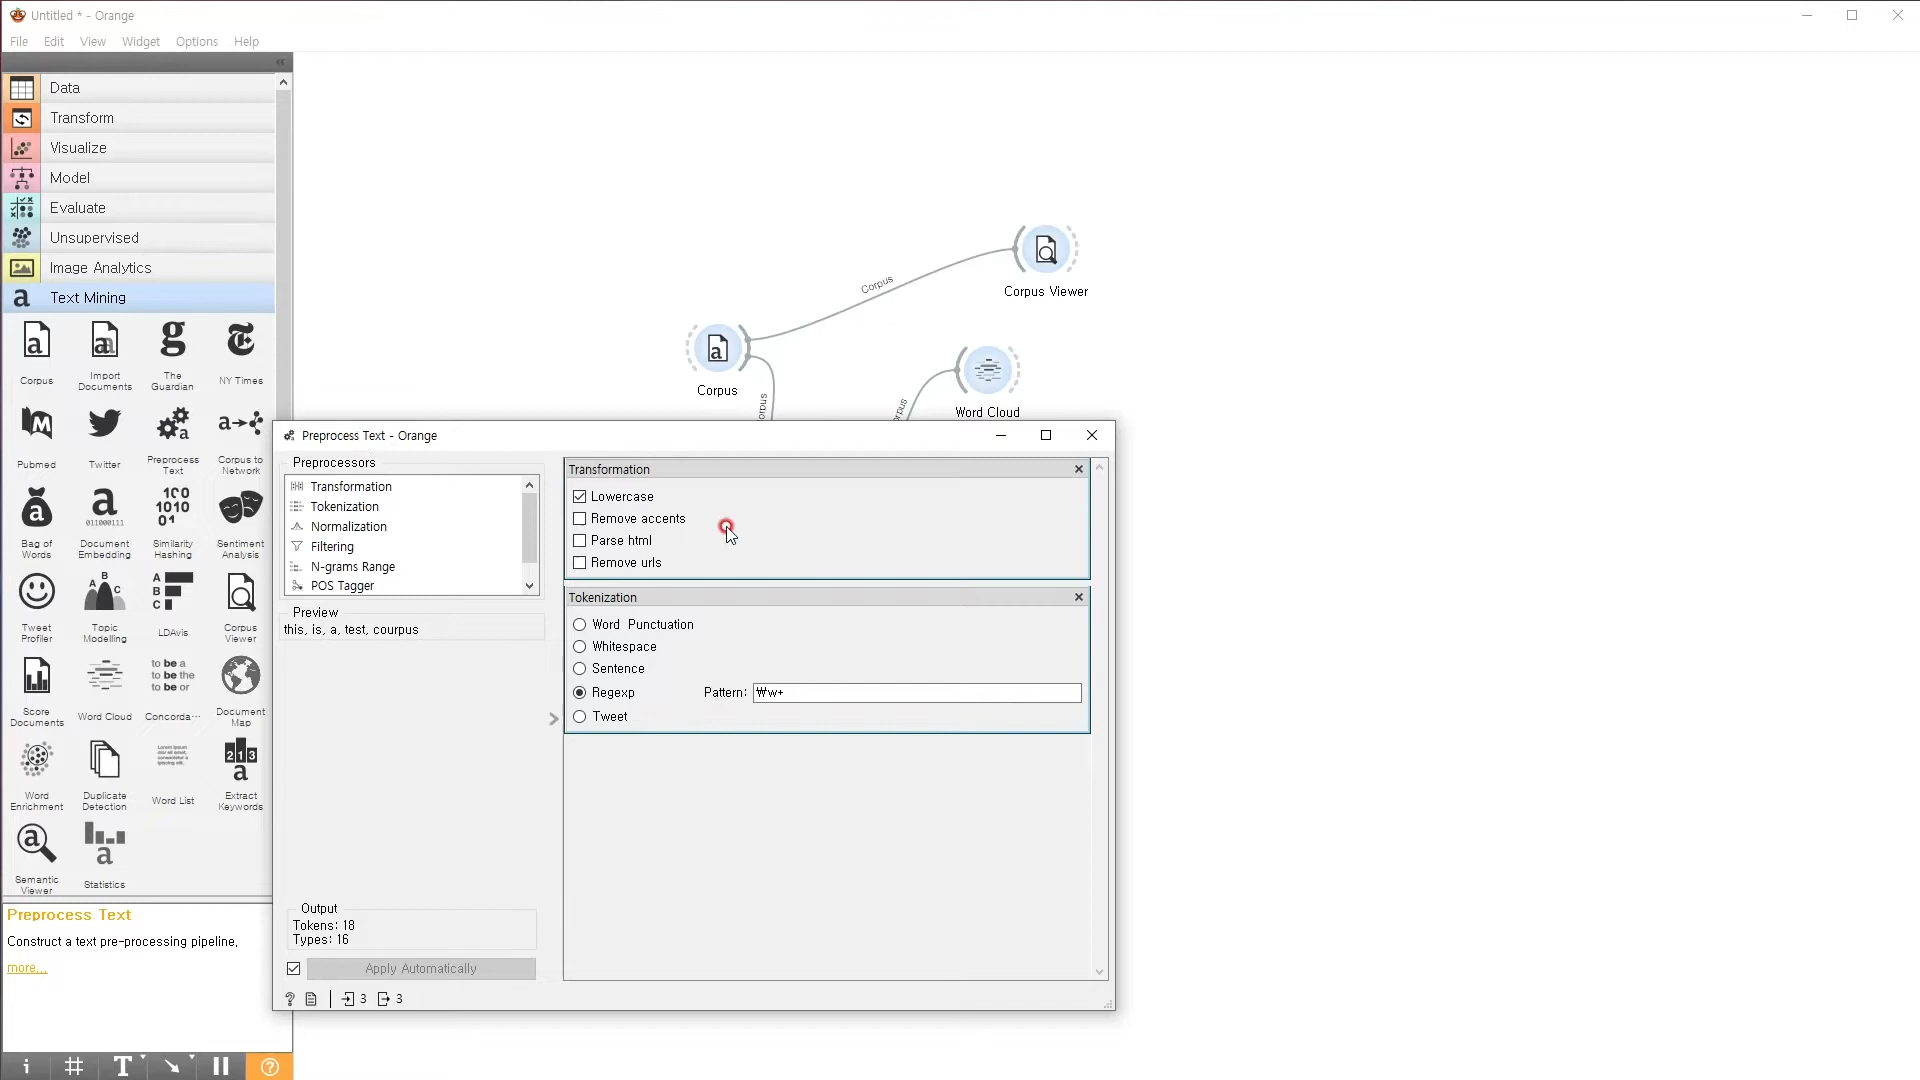 Untitled * - Orange
File Edit View Widget Options Help
Data
Transform
Visualize
Model
Evaluate
Unsupervised
Image Analytics
Text Mining
Corpus
Import Documents
The Guardian
NY Times
Pubmed
Twitter
Preprocess Text
Corpus to Network
Bag of Words
Document Embedding
Similarity Hashing
Sentiment Analysis
Tweet Profiler
Topic Modelling
LDAvis
Corpus Viewer
Score Documents
Word Cloud
Concorda...
Document Map
Word Enrichment
Duplicate Detection
Word List
Extract Keywords
Semantic Viewer
Statistics
Preprocess Text
Construct a text pre-processing pipeline.
more...
Corpus
Corpus Viewer
Corpus
Word Cloud
Preprocess Text - Orange
Preprocessors
Transformation
Tokenization
Normalization
Filtering
N-grams Range
POS Tagger
Preview
this, is, a, test, courpus
Output
Tokens: 18
Types: 16
Apply Automatically
? 3 3
Transformation
Lowercase
Remove accents
Parse html
Remove urls
Tokenization
Word Punctuation
Whitespace
Sentence
Regexp Pattern: ₩w+
Tweet